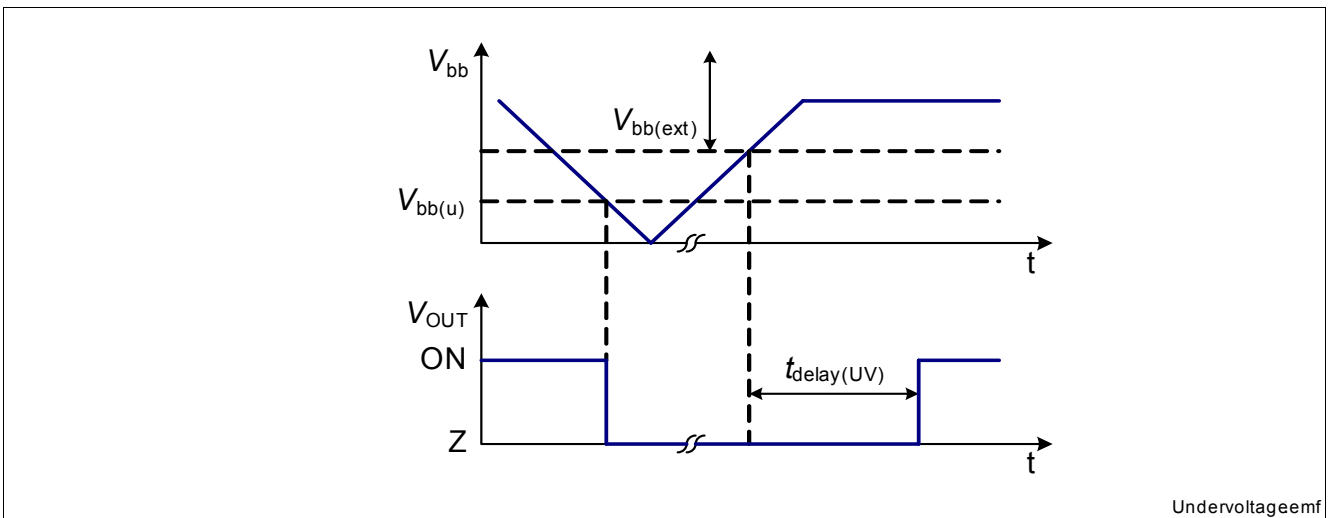 Vbb
Vbb(ext)
Vbb(u)
t
VOUT
ON
tdelay(UV)
Z
t
Undervoltageemf